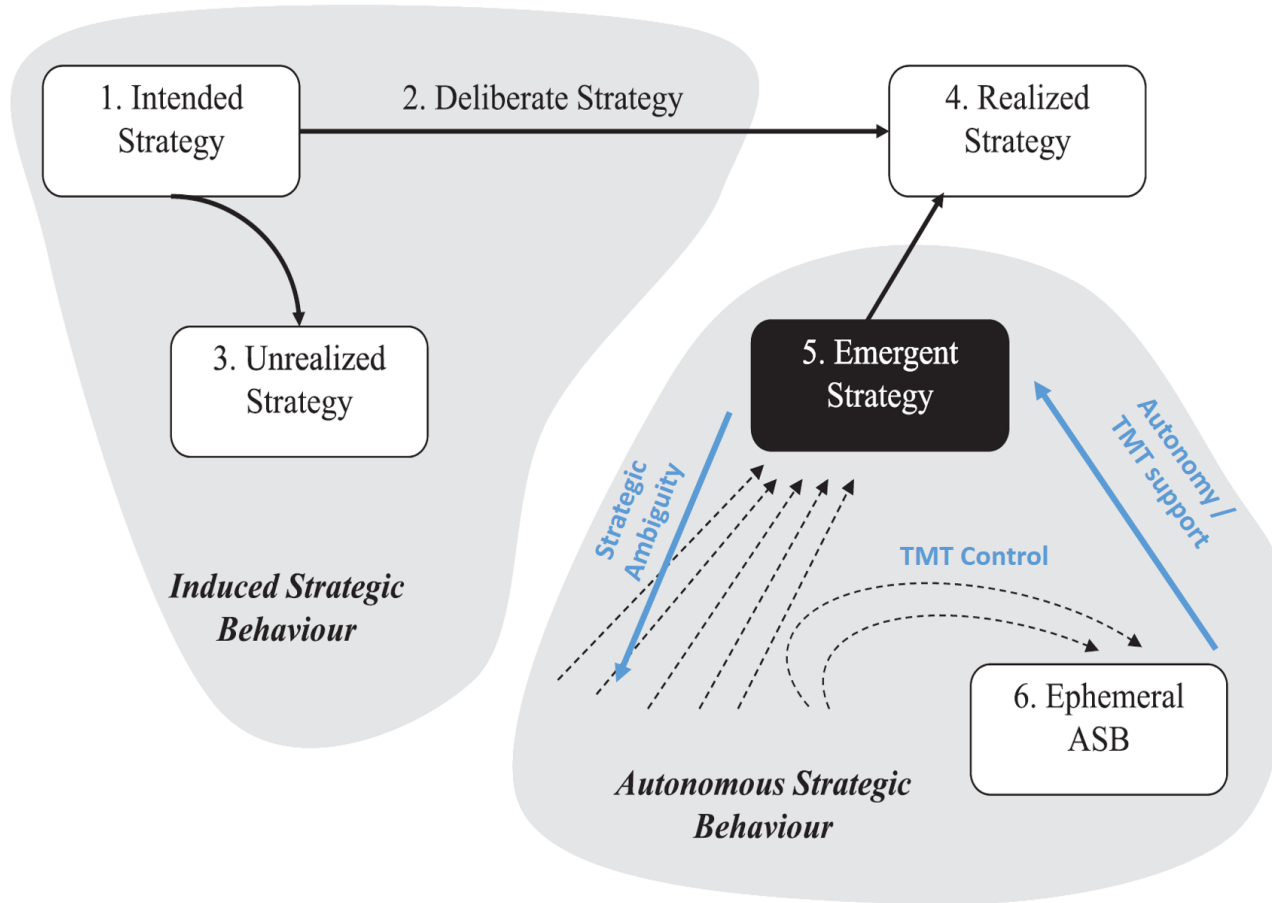 1. Intended
Strategy
2. Deliberate Strategy
4. Realized
Strategy
3. Unrealized
Strategy
5. Emergent
Strategy
Strategic
Ambiguity
Autonomy /
TMT support
TMT Control
Induced Strategic
Behaviour
6. Ephemeral
ASB
Autonomous Strategic
Behaviour